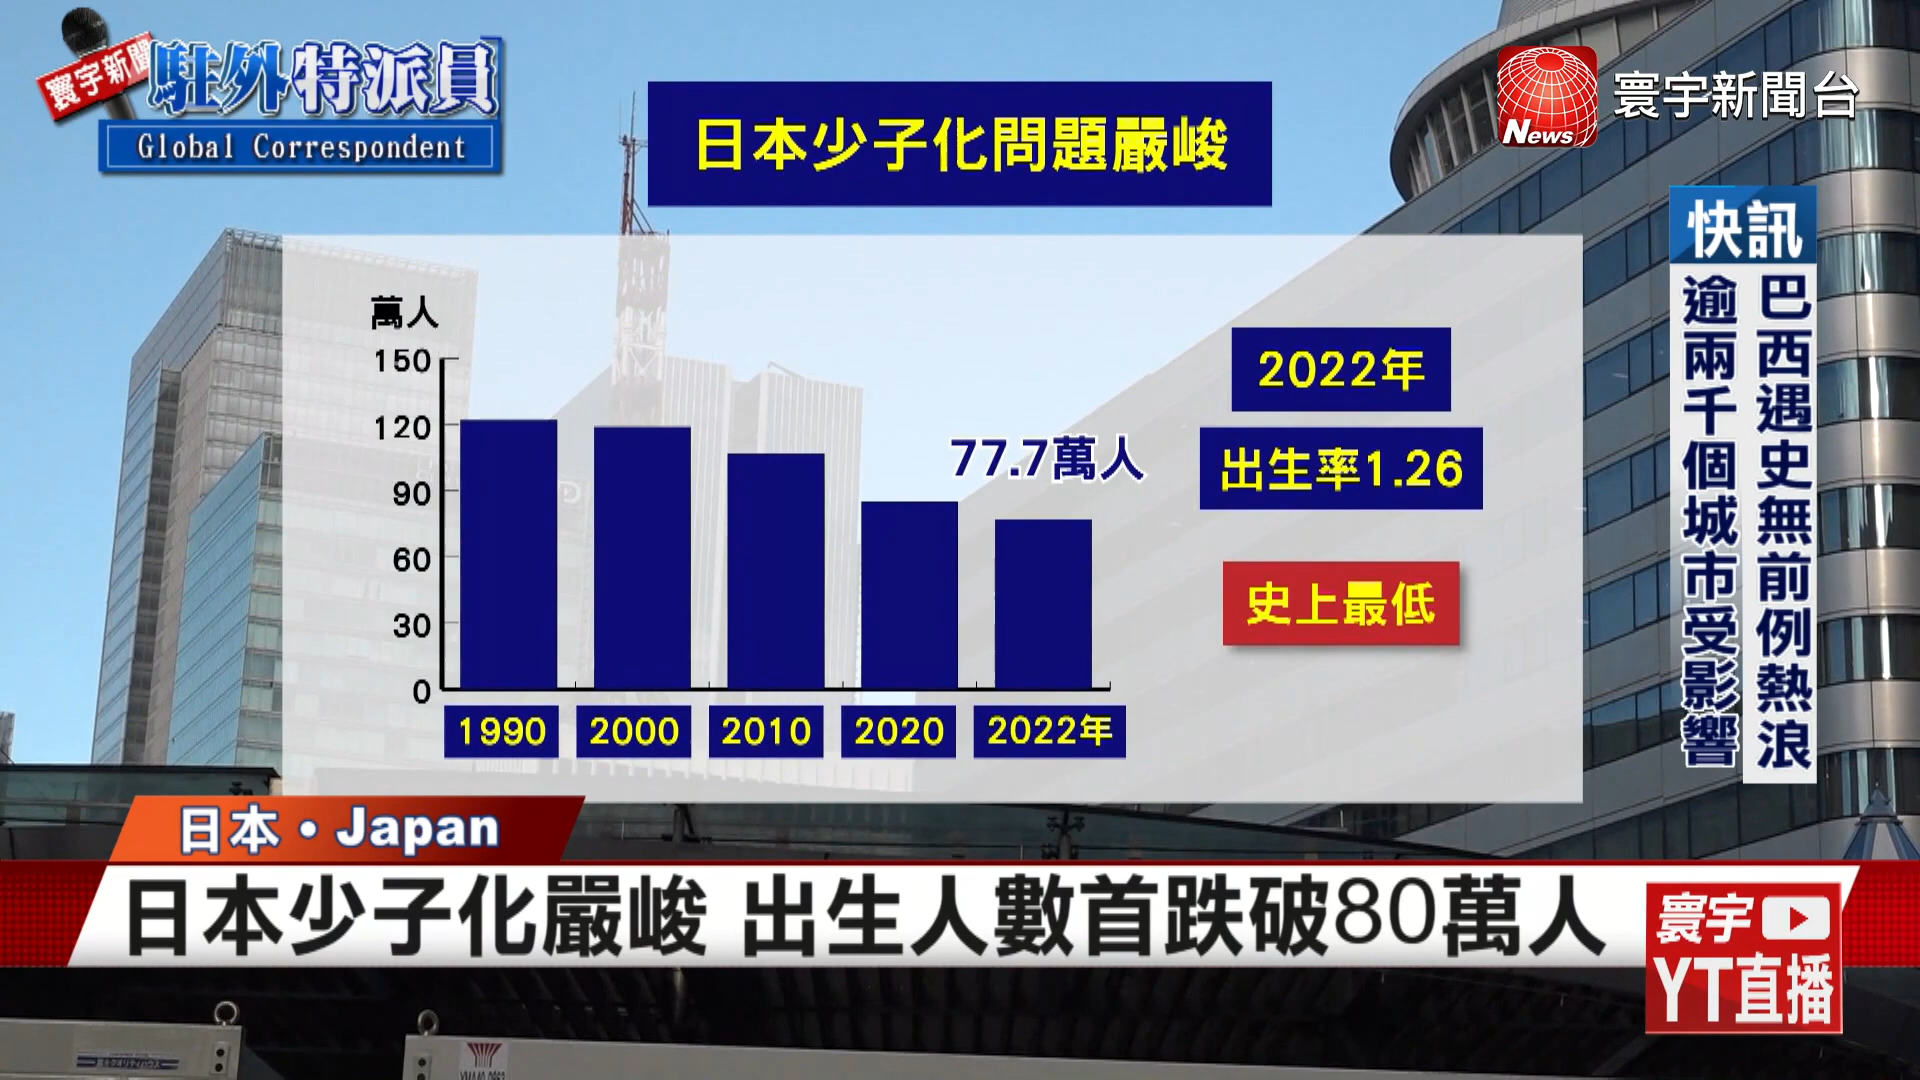 寰宇新聞
駐外特派員
Global Correspondent
日本少子化問題嚴峻
News
寰宇新聞台
快訊
巴西遇史無前例熱浪
逾兩千個城市受影響
萬人
150
120
90
60
30
0
77.7萬人
1990
2000
2010
2020
2022年
2022年
出生率1.26
史上最低
日本・Japan
日本少子化嚴峻 出生人數首跌破80萬人
寰宇
YT直播